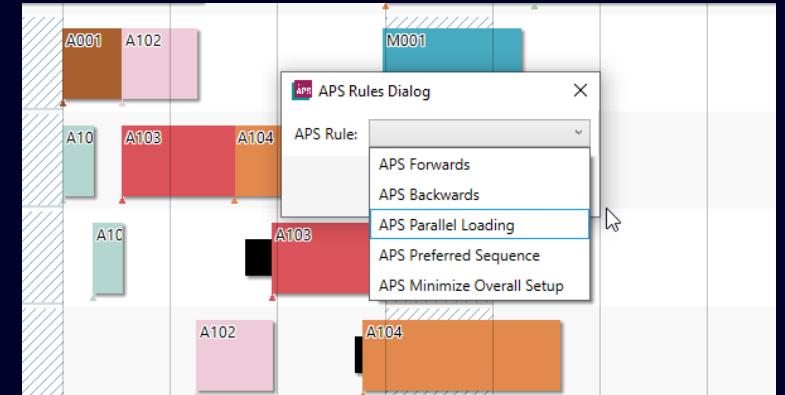 A001 A102 M001
APS
APS Rules Dialog
A10 A103 A104
APS Rule:
APS Forwards
APS Backwards
APS Parallel Loading
A10 A103
APS Preferred Sequence
APS Minimize Overall Setup
A102 A104